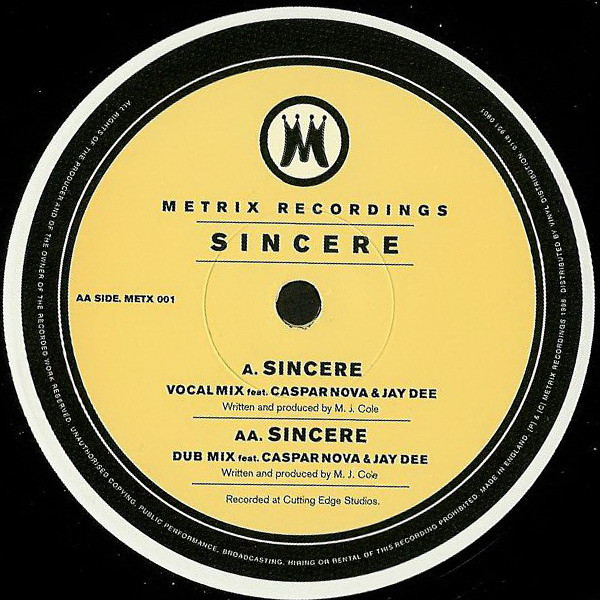 M
METRIX RECORDINGS
SINCERE
AA SIDE. METX 001
A. SINCERE
VOCAL MIX feat. CASPAR NOVA & JAY DEE
Written and produced by M. J. Cole
AA. SINCERE
DUB MIX feat. CASPAR NOVA & JAY DEE
Written and produced by M. J. Cole
Recorded at Cutting Edge Studios.
ALL RIGHTS OF THE PRODUCER AND OF THE OWNER OF THE RECORDED WORK RESERVED. UNAUTHORISED COPYING, PUBLIC PERFORMANCE, BROADCASTING, HIRING OR RENTAL OF THIS RECORDING PROHIBITED. MADE IN ENGLAND. (P) & (C) METRIX RECORDINGS 1998 DISTRIBUTED BY VINYL DISTRIBUTION.